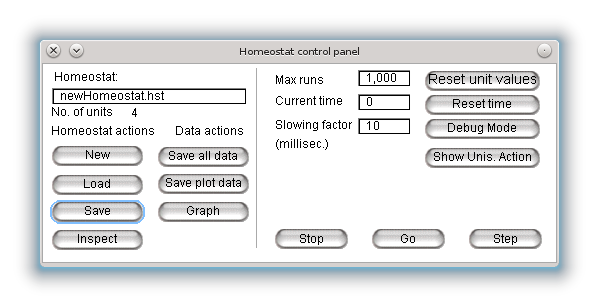 Homeostat control panel
Homeostat:
newHomeostat.hst
No. of units 4
Homeostat actions Data actions
New Save all data
Load Save plot data
Save Graph
Inspect
Max runs 1,000 Reset unit values
Current time 0 Reset time
Slowing factor 10 Debug Mode
(millisec.)
Show Unis. Action
Stop Go Step